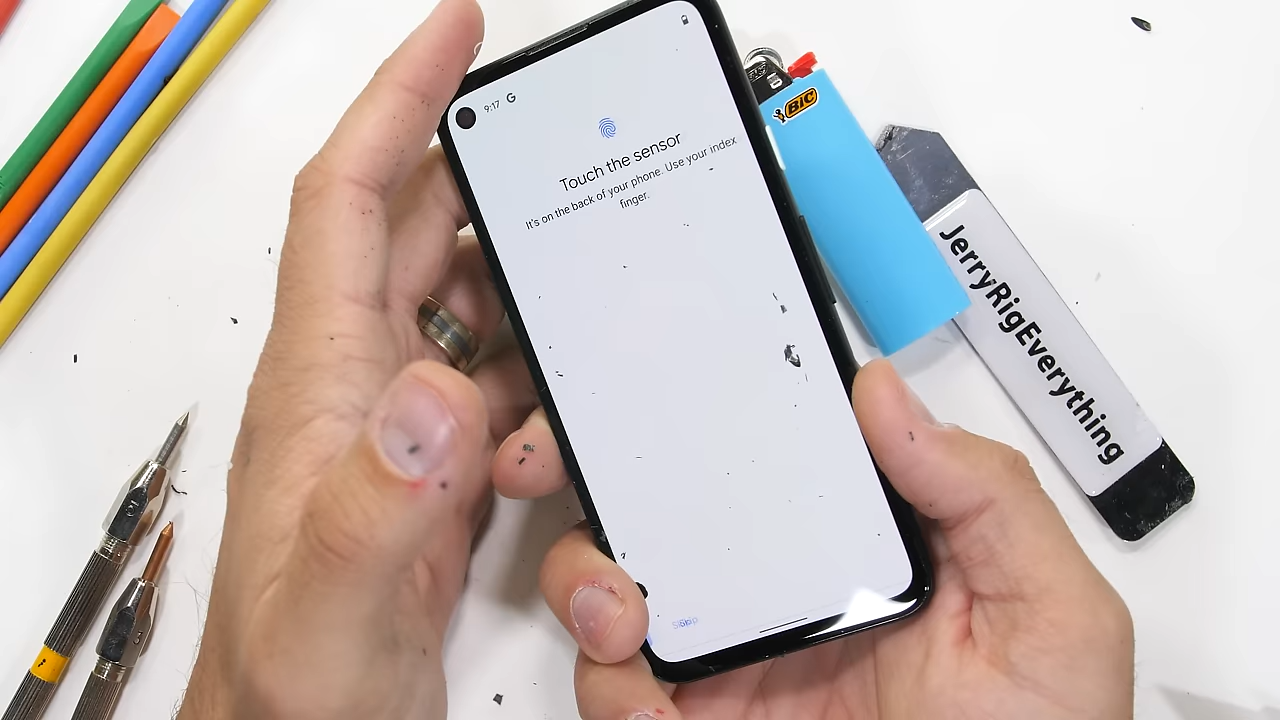 9:17 G
Touch the sensor
It's on the back of your phone. Use your index
finger.
BIC
JerryRigEverything